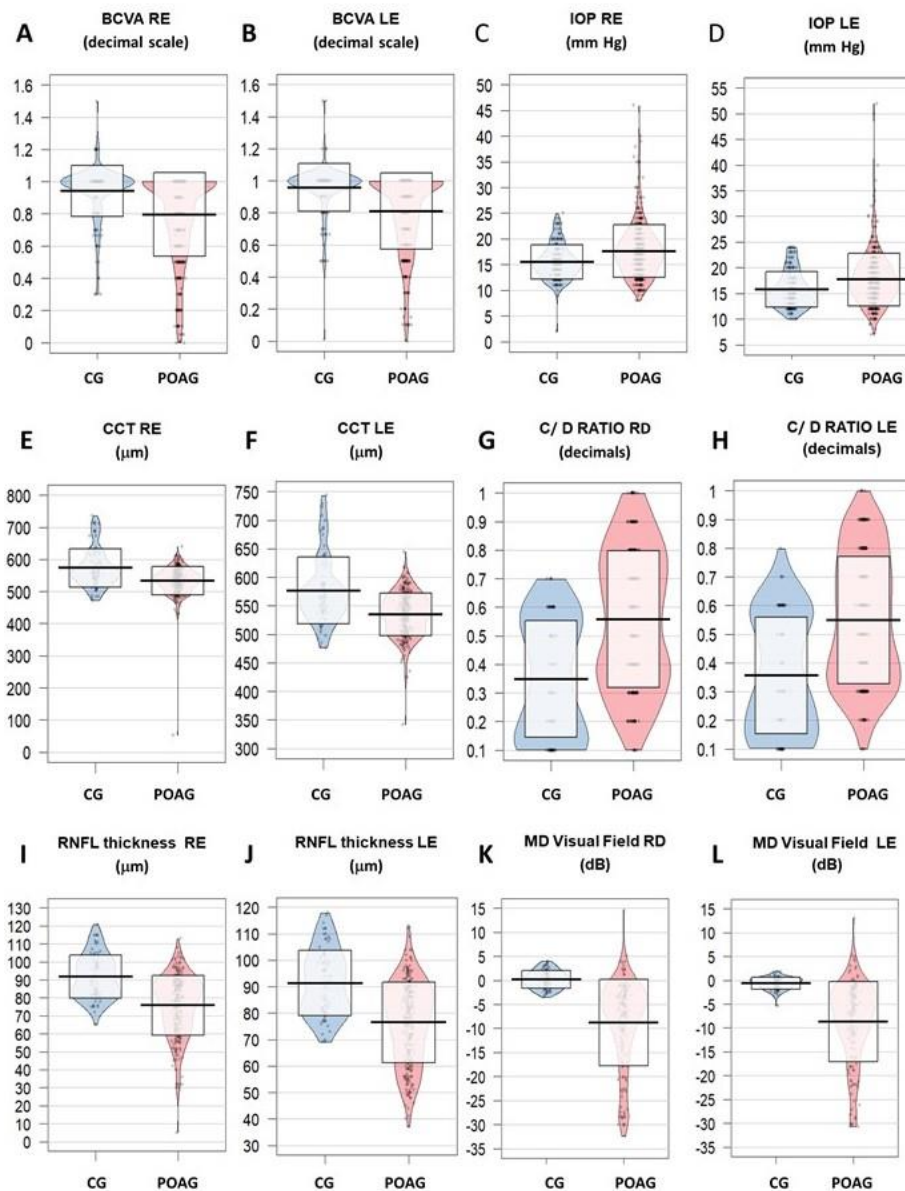 A
BCVA RE
(decimal scale)
1.6
1.4
1.2
1
0.8
0.6
0.4
0.2
0
CG POAG
B
BCVA LE
(decimal scale)
1.6
1.4
1.2
1
0.8
0.6
0.4
0.2
0
CG POAG
C
IOP RE
(mm Hg)
50
45
40
35
30
25
20
15
10
5
0
CG POAG
D
IOP LE
(mm Hg)
55
50
45
40
35
30
25
20
15
10
5
CG POAG
E
CCT RE
(µm)
800
700
600
500
400
300
200
100
0
CG POAG
F
CCT LE
(µm)
750
700
650
600
550
500
450
400
350
300
CG POAG
G
C/ D RATIO RD
(decimals)
1
0.9
0.8
0.7
0.6
0.5
0.4
0.3
0.2
0.1
CG POAG
H
C/ D RATIO LE
(decimals)
1
0.9
0.8
0.7
0.6
0.5
0.4
0.3
0.2
0.1
CG POAG
I
RNFL thickness RE
(µm)
130
120
110
100
90
80
70
60
50
40
30
20
10
0
CG POAG
J
RNFL thickness LE
(µm)
120
110
100
90
80
70
60
50
40
30
CG POAG
K
MD Visual Field RD
(dB)
15
10
5
0
-5
-10
-15
-20
-25
-30
-35
CG POAG
L
MD Visual Field LE
(dB)
15
10
5
0
-5
-10
-15
-20
-25
-30
-35
CG POAG